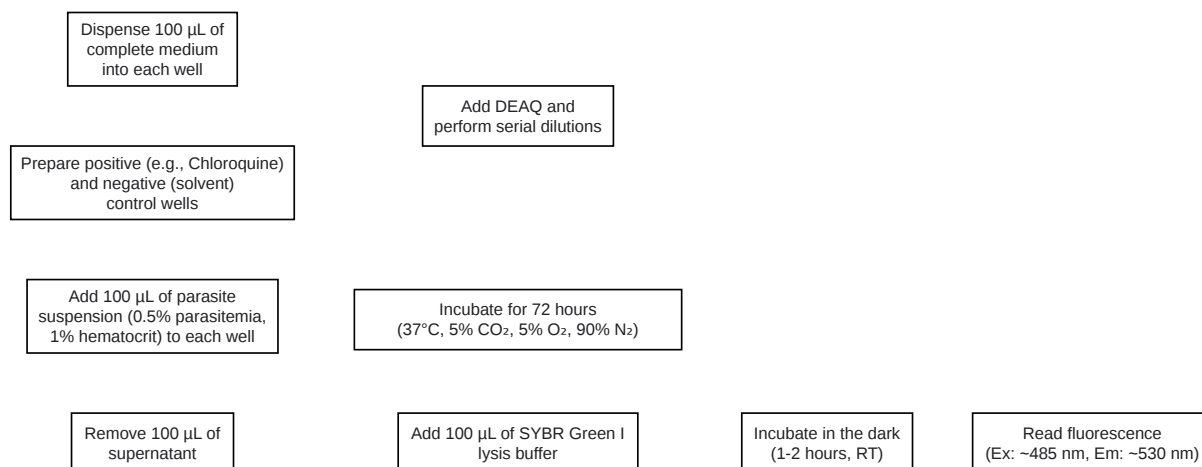 Dispense 100 µL of
complete medium
into each well
Add DEAQ and
perform serial dilutions
Prepare positive (e.g., Chloroquine)
and negative (solvent)
control wells
Add 100 µL of parasite
suspension (0.5% parasitemia,
1% hematocrit) to each well
Incubate for 72 hours
(37°C, 5% CO₂, 5% O₂, 90% N₂)
Remove 100 µL of
supernatant
Add 100 µL of SYBR Green I
lysis buffer
Incubate in the dark
(1-2 hours, RT)
Read fluorescence
(Ex: ~485 nm, Em: ~530 nm)